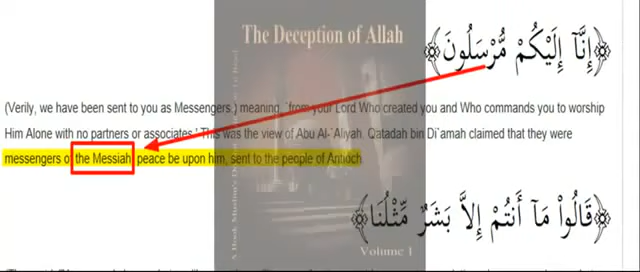 The Deception of Allah
﴿إِنَّآ إِلَيْكُمْ مُّرْسَلُونَ﴾
(Verily, we have been sent to you as Messengers.) meaning, `from your Lord Who created you and Who commands you to worship
Him Alone with no partners or associates.' This was the view of Abu Al-`Aliyah. Qatadah bin Di`amah claimed that they were
messengers of the Messiah, peace be upon him, sent to the people of Antioch.
﴿قَالُواْ مَآ أَنتُمْ إِلاَّ بَشَرٌ مِّثْلُنَا﴾
Volume 1